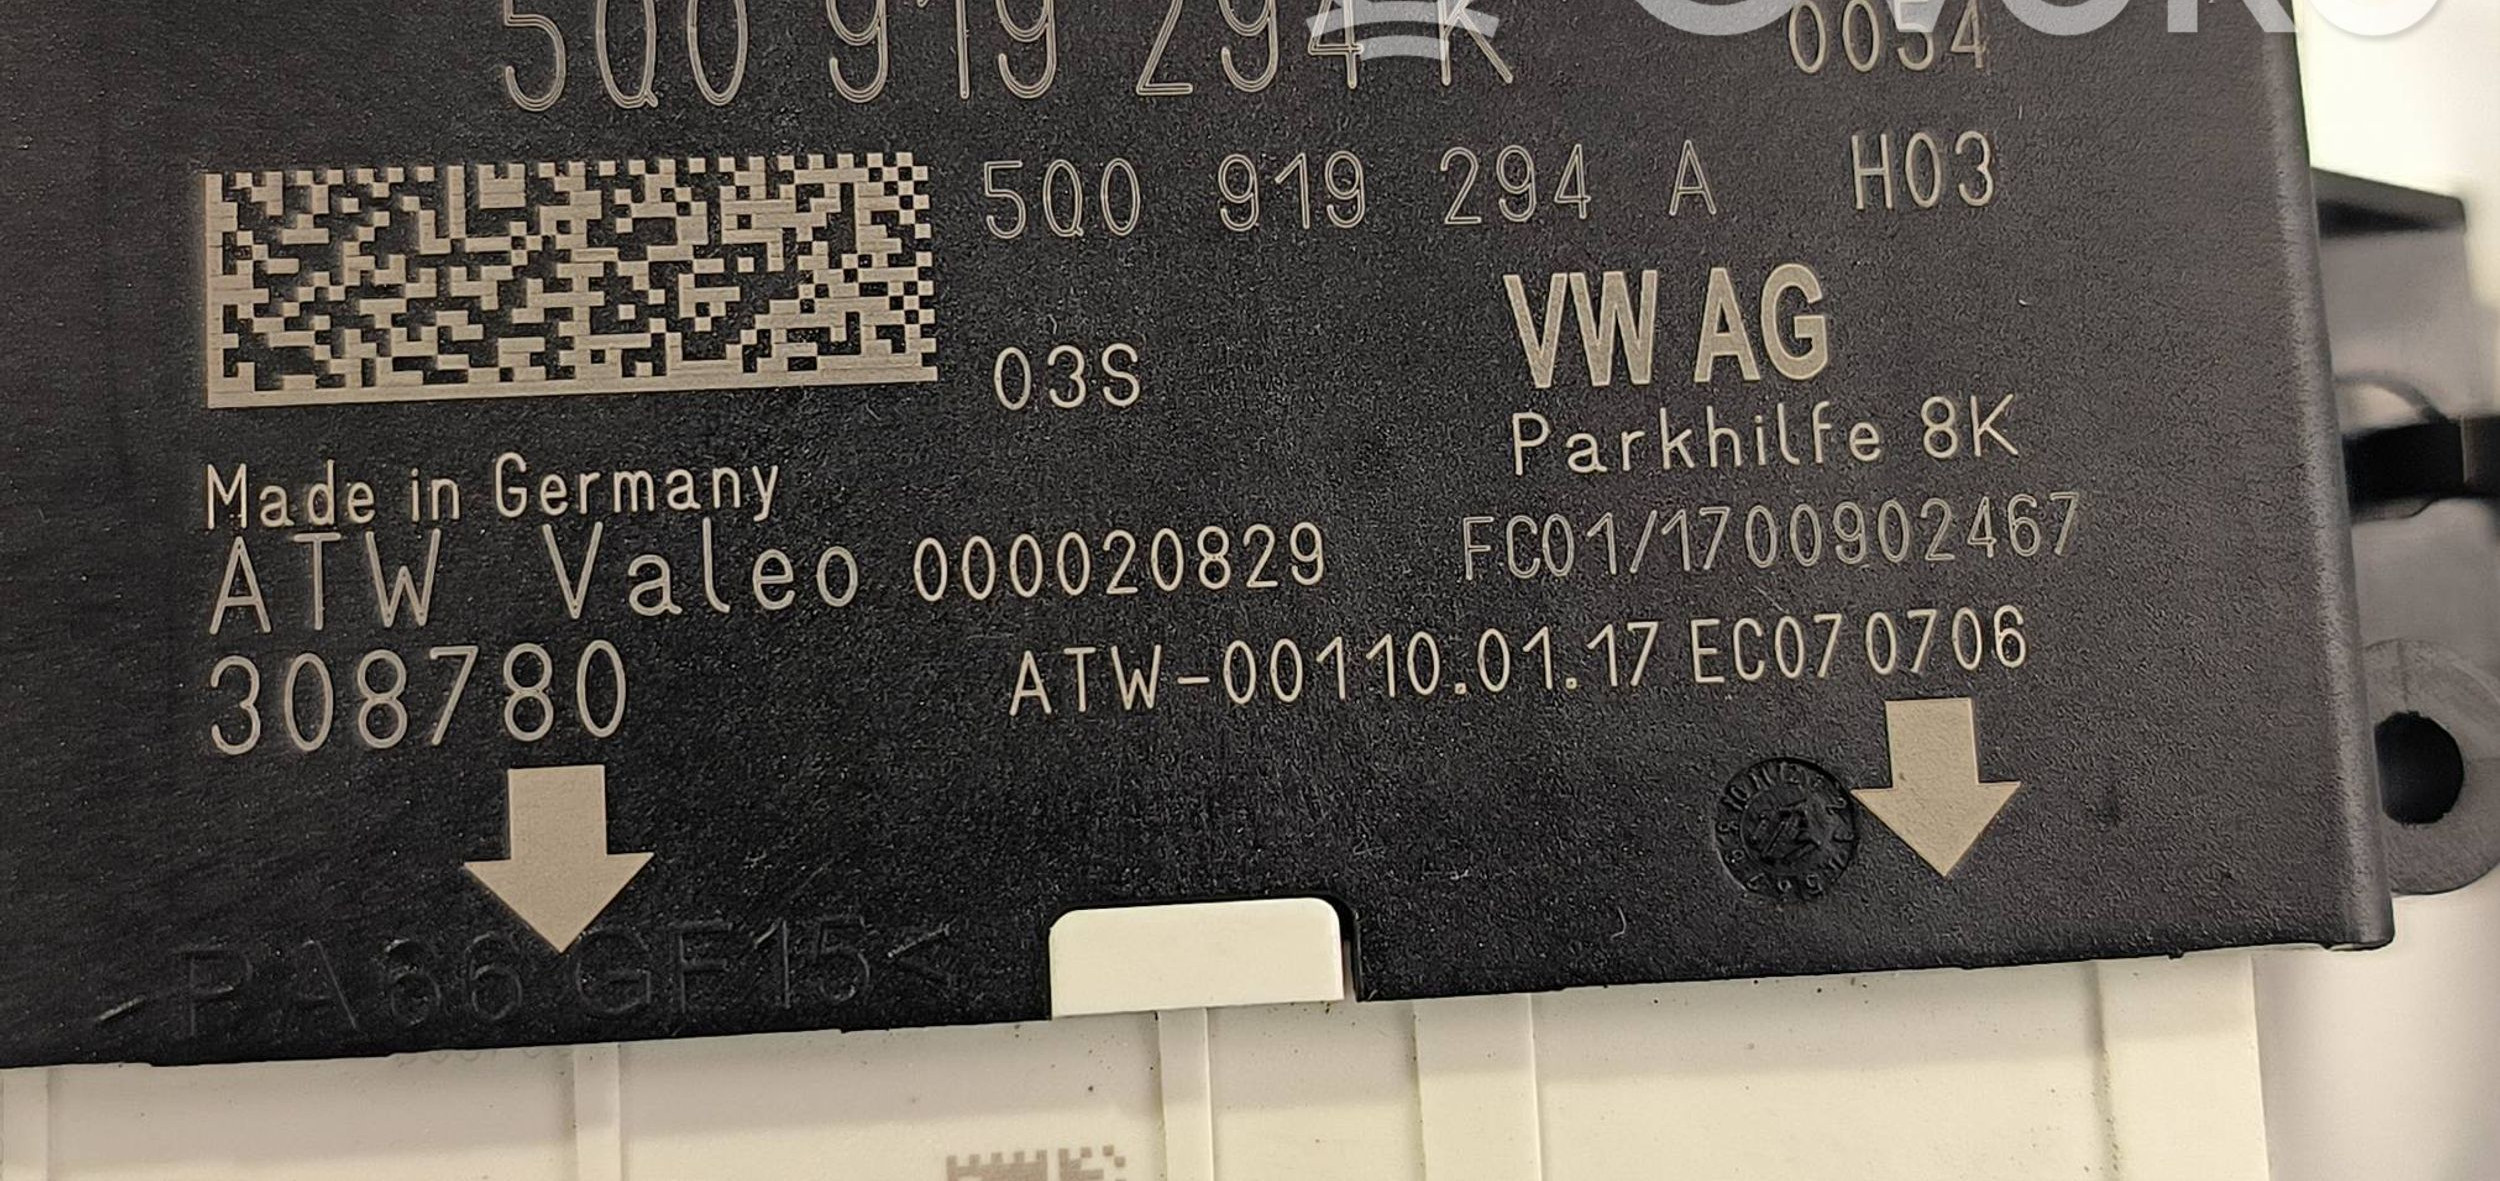 5Q0 919 294 K 0054
5Q0 919 294 A H03
03S
VW AG
Parkhilfe 8K
Made in Germany
ATW Valeo 000020829 FC01/1700902467
308780 ATW-00110.01.17 EC07 0706
>PA66 GF15<